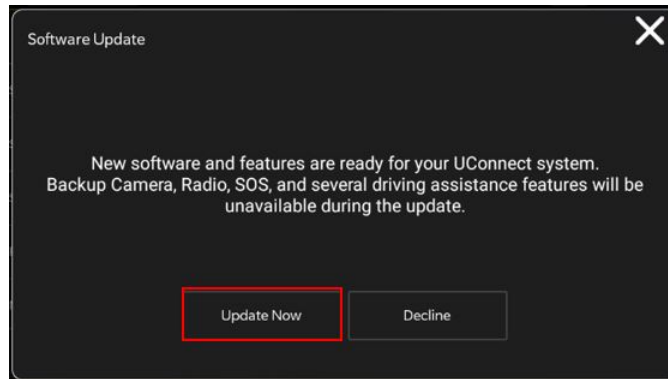 Software Update
New software and features are ready for your UConnect system.
Backup Camera, Radio, SOS, and several driving assistance features will be
unavailable during the update.
Update Now
Decline